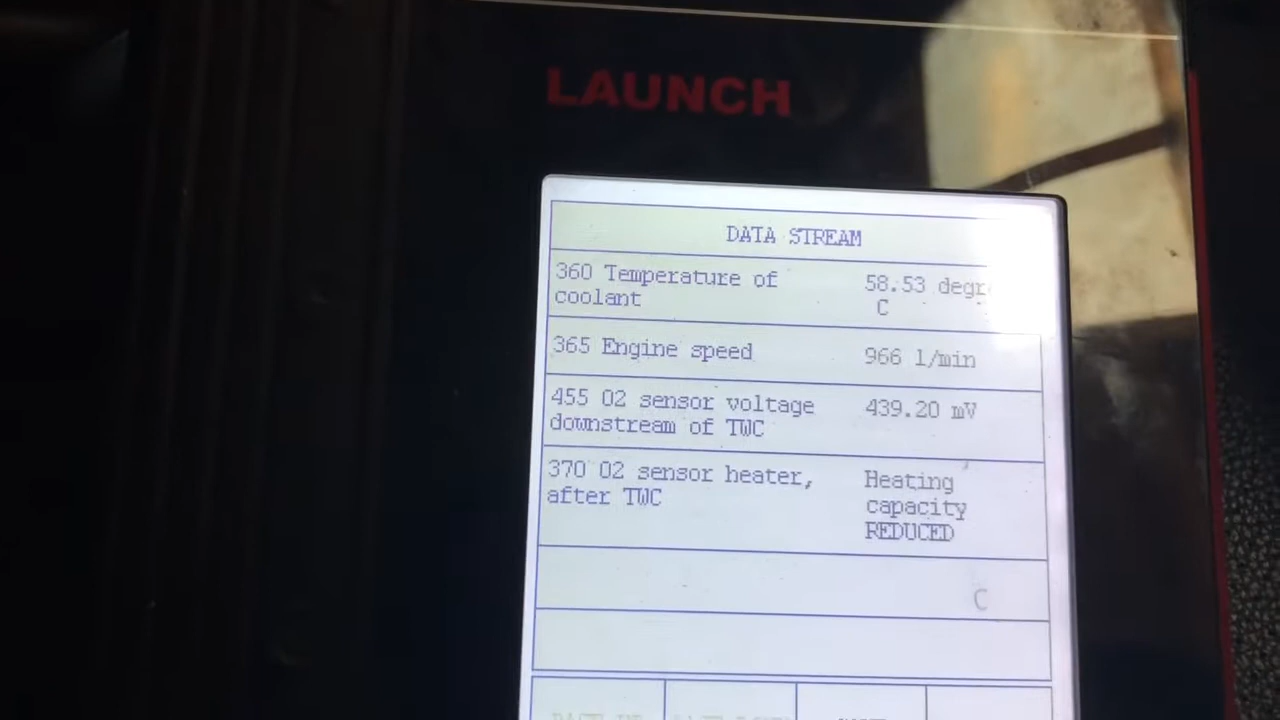 LAUNCH
DATA STREAM
360 Temperature of
coolant
58.53 degr
C
365 Engine speed
966 l/min
455 O2 sensor voltage
downstream of TWC
439.20 mV
370 O2 sensor heater,
after TWC
Heating
capacity
REDUCED
C